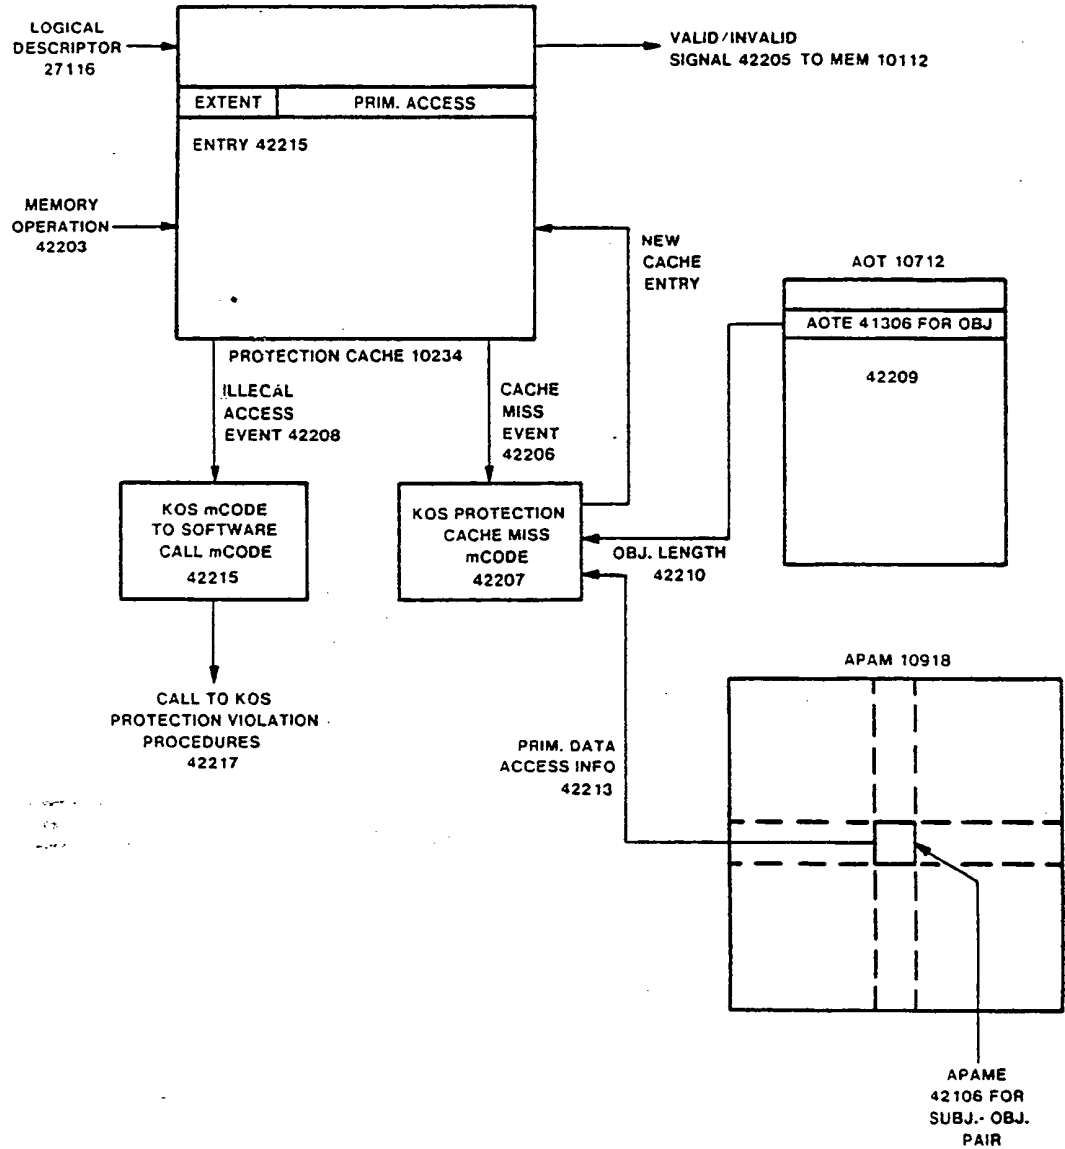 LOGICAL
DESCRIPTOR
27116
VALID/INVALID
SIGNAL 42205 TO MEM 10112
EXTENT
PRIM. ACCESS
ENTRY 42215
MEMORY
OPERATION
42203
NEW
CACHE
ENTRY
AOT 10712
AOTE 41306 FOR OBJ
42209
PROTECTION CACHE 10234
ILLECAL
ACCESS
EVENT 42208
CACHE
MISS
EVENT
42206
KOS mCODE
TO SOFTWARE
CALL mCODE
42215
KOS PROTECTION
CACHE MISS
mCODE
42207
OBJ. LENGTH
42210
CALL TO KOS
PROTECTION VIOLATION
PROCEDURES
42217
APAM 10918
PRIM. DATA
ACCESS INFO
42213
APAME
42106 FOR
SUBJ.- OBJ.
PAIR